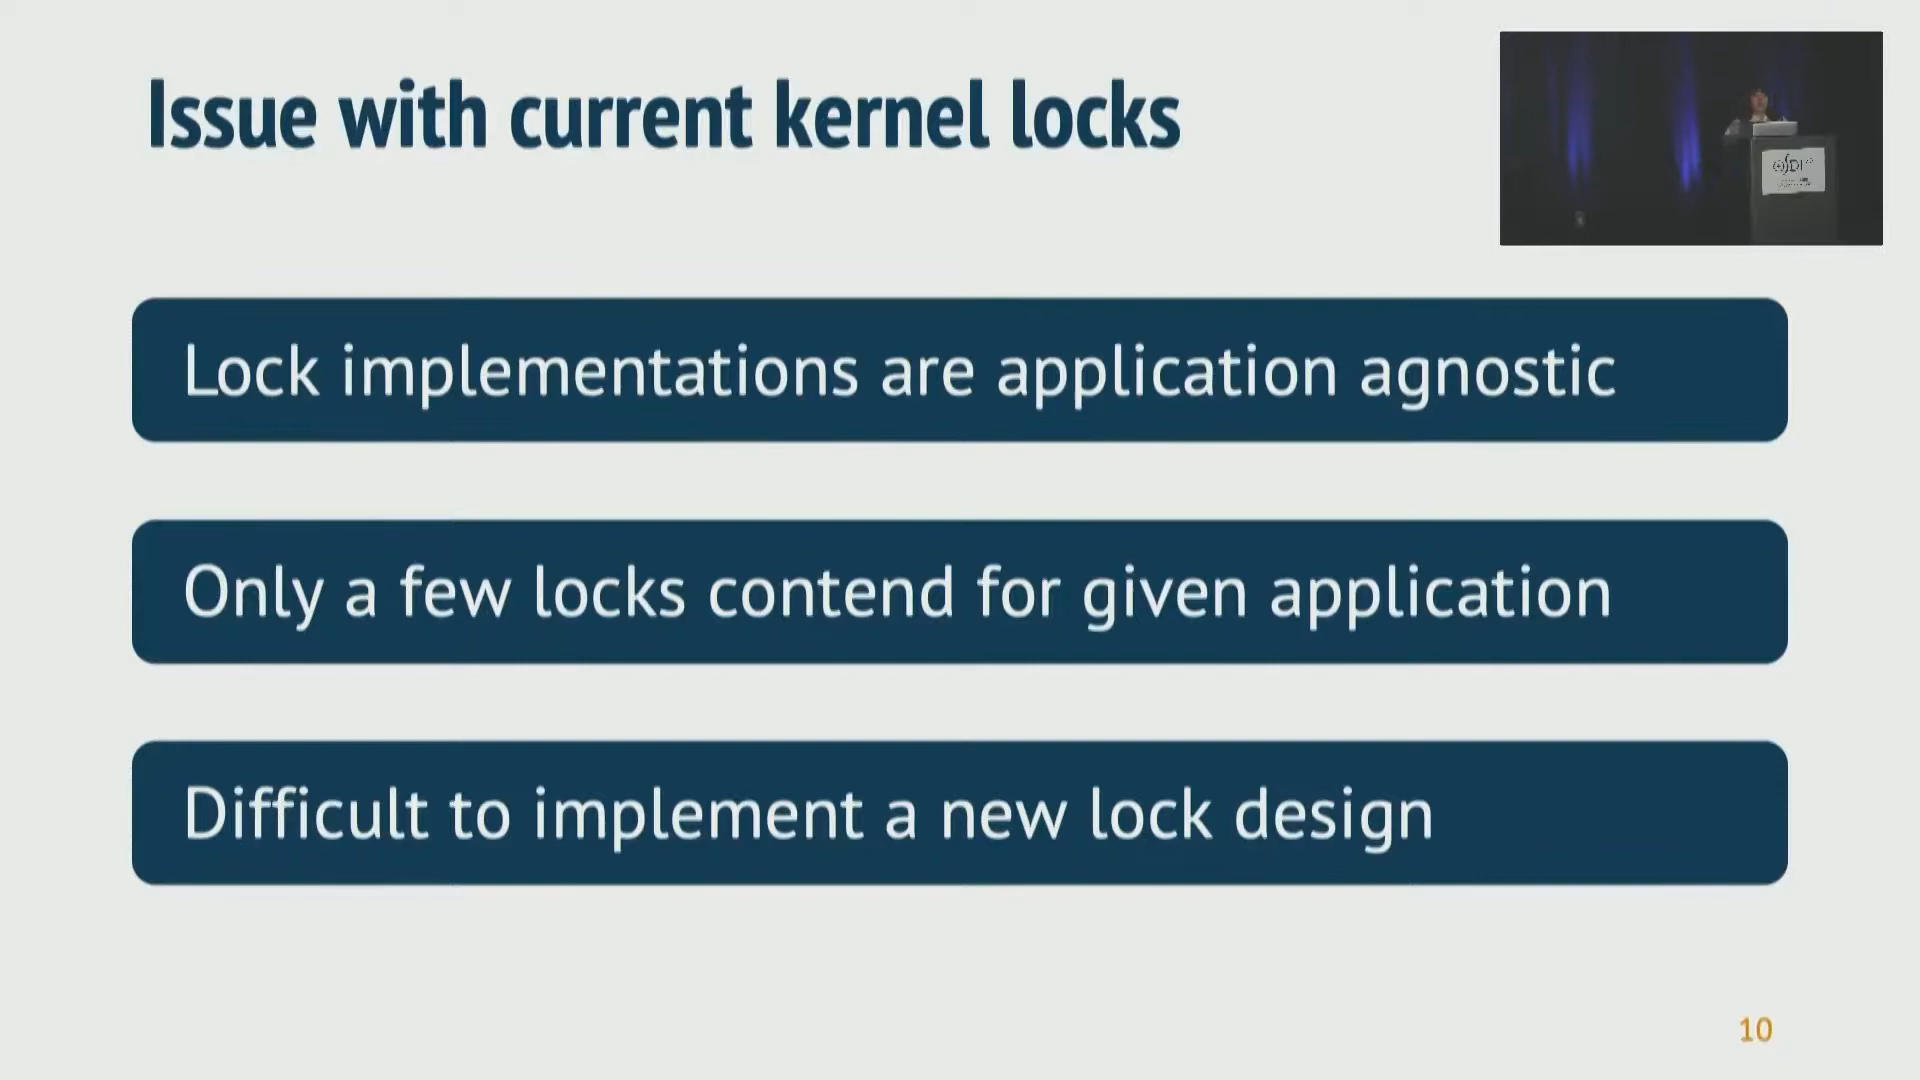 Issue with current kernel locks
OSDI
Lock implementations are application agnostic
Only a few locks contend for given application
Difficult to implement a new lock design
10